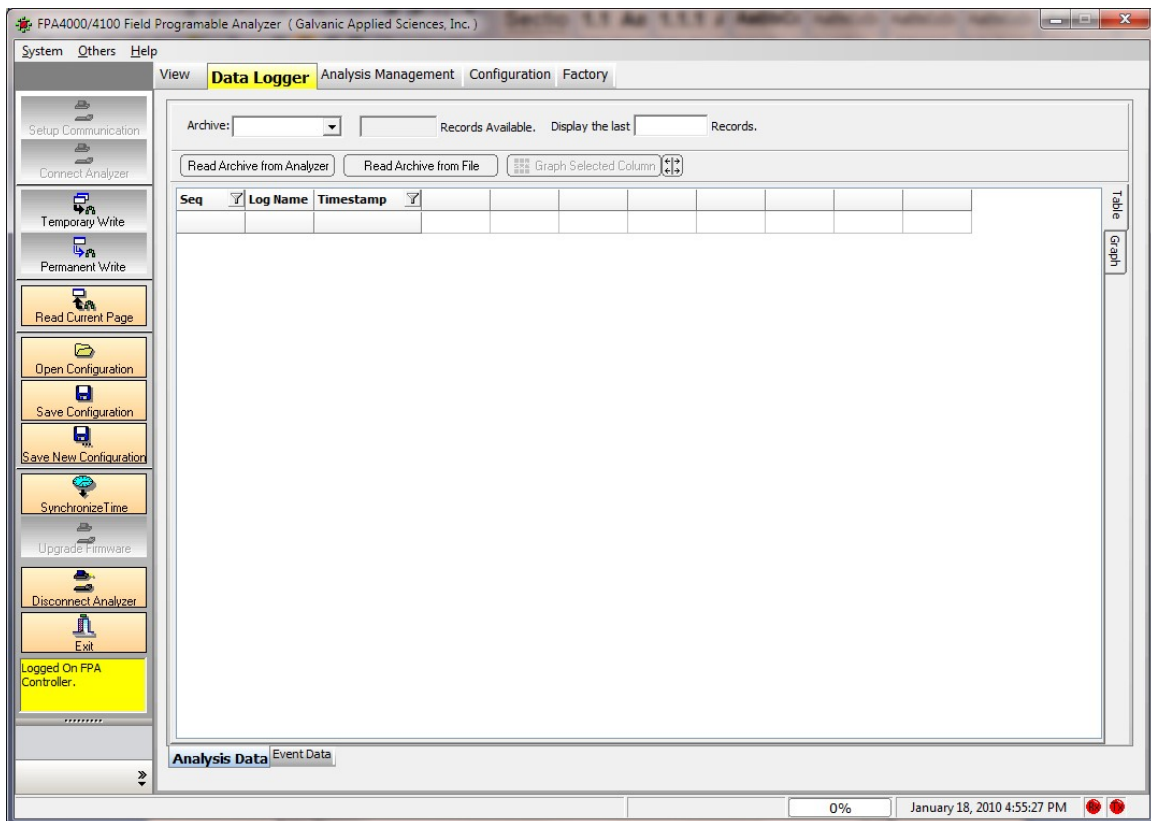 FPA4000/4100 Field Programable Analyzer ( Galvanic Applied Sciences, Inc. )
System Others Help
View Data Logger Analysis Management Configuration Factory
Setup Communication
Connect Analyzer
Temporary Write
Permanent Write
Read Current Page
Open Configuration
Save Configuration
Save New Configuration
SynchronizeTime
Upgrade Firmware
Disconnect Analyzer
Exit
Logged On FPA
Controller.
Archive: Records Available. Display the last Records.
Read Archive from Analyzer Read Archive from File Graph Selected Column
Seq Log Name Timestamp
Table
Graph
Analysis Data Event Data
0% January 18, 2010 4:55:27 PM Rx Tx